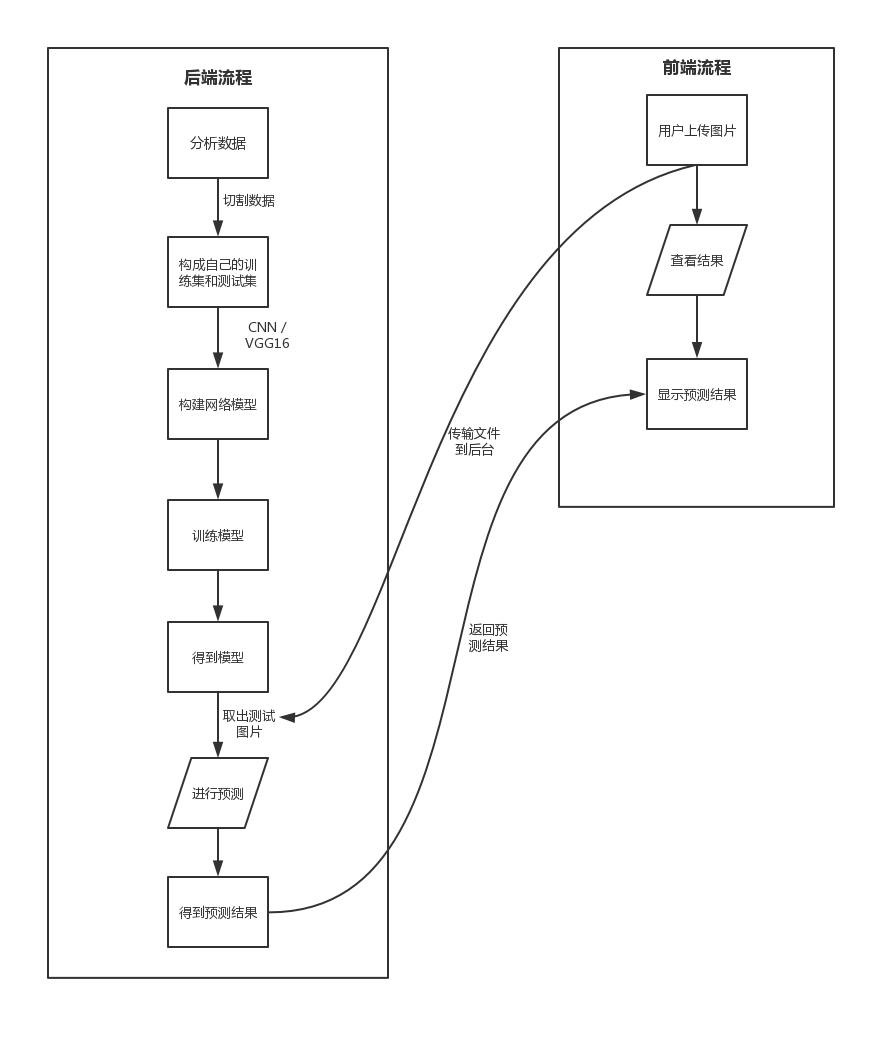 后端流程
分析数据
切割数据
构成自己的训
练集和测试集
CNN /
VGG16
构建网络模型
训练模型
得到模型
取出测试
图片
进行预测
得到预测结果
传输文件
到后台
返回预
测结果
前端流程
用户上传图片
查看结果
显示预测结果